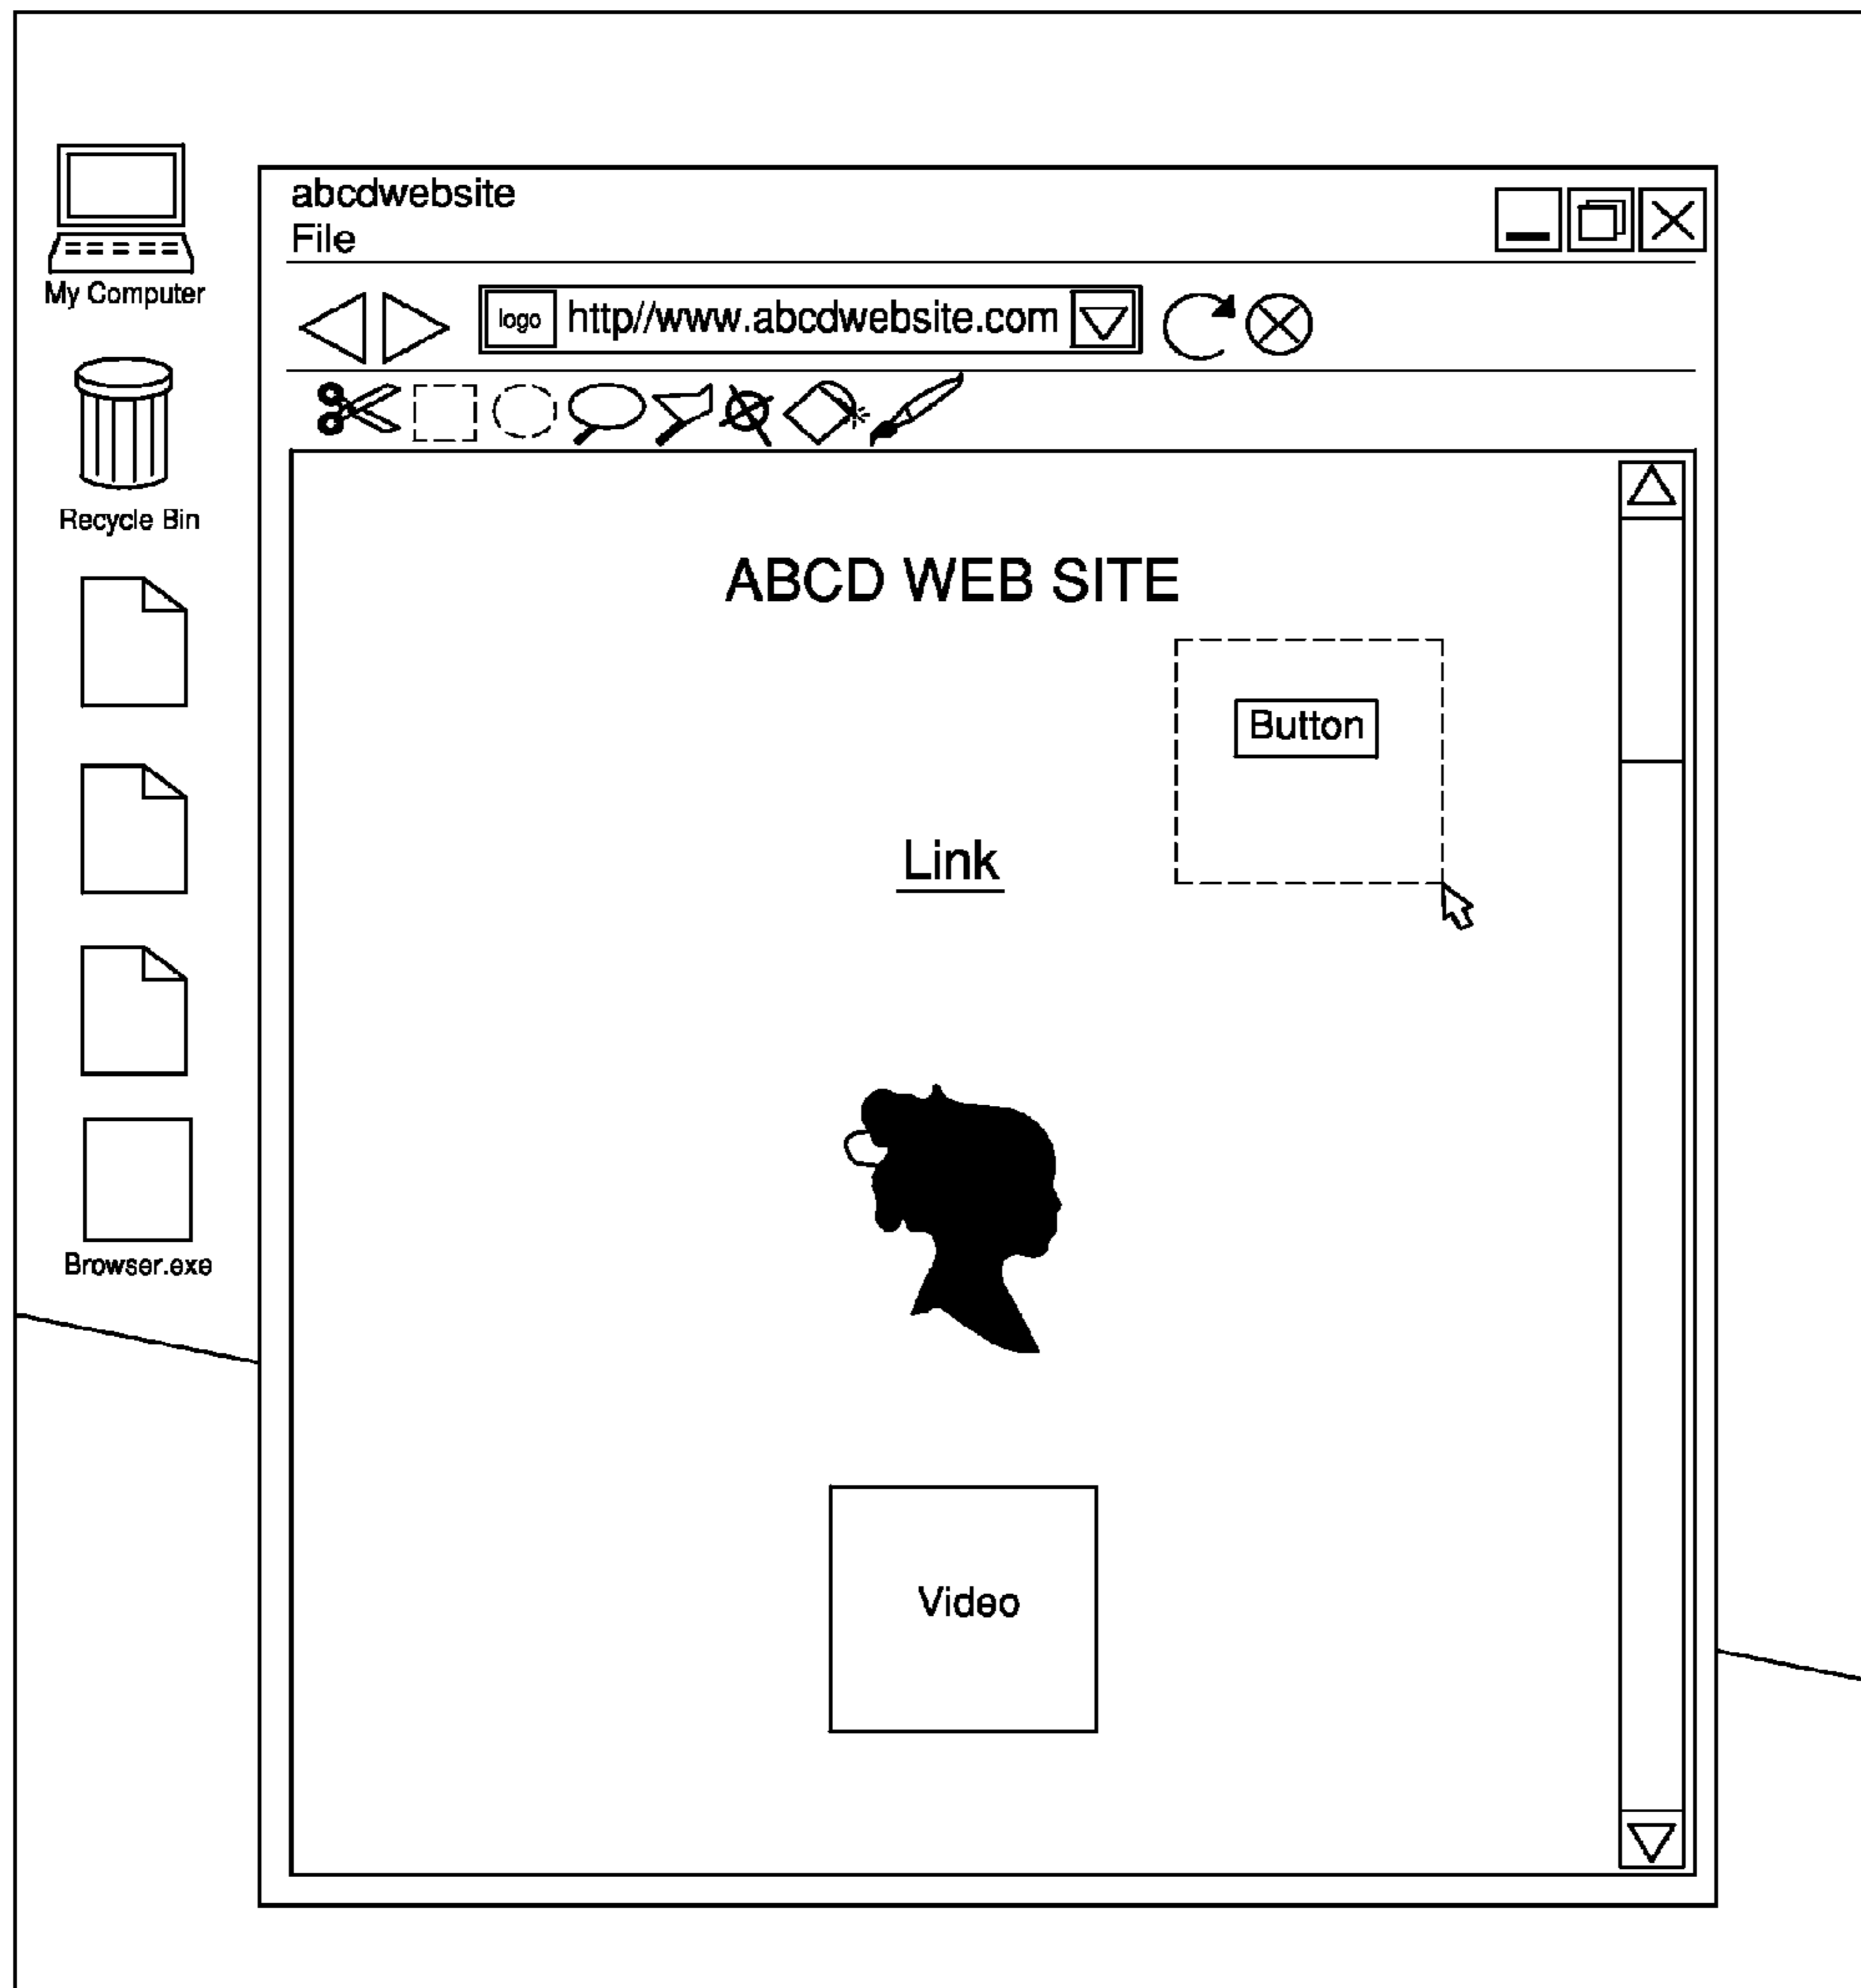 My Computer
Recycle Bin
Browser.exe
abcdwebsite
File
logo http//www.abcdwebsite.com
ABCD WEB SITE
Button
Link
Video